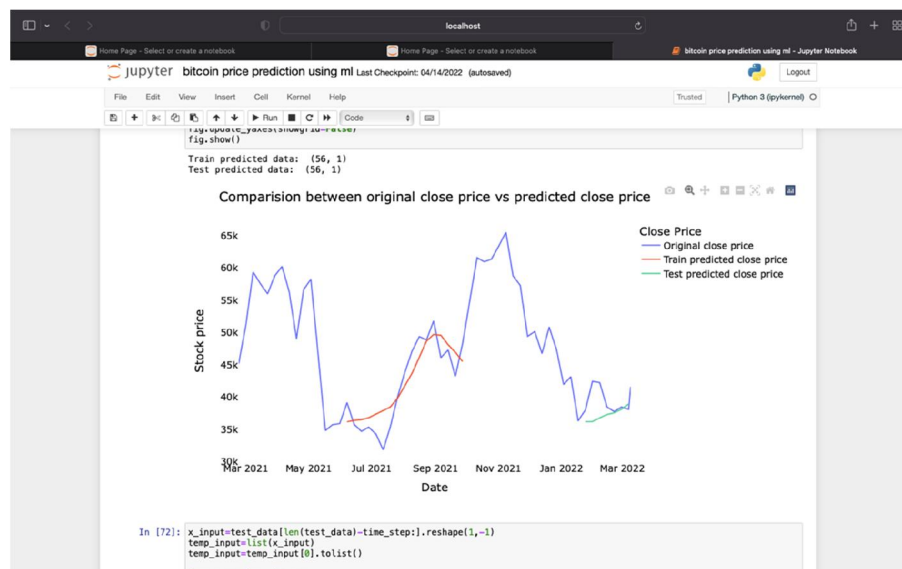 localhost
Home Page - Select or create a notebook
Home Page - Select or create a notebook
bitcoin price prediction using ml - Jupyter Notebook
jupyter bitcoin price prediction using ml Last Checkpoint: 04/14/2022 (autosaved)
Logout
File Edit View Insert Cell Kernel Help
Trusted Python 3 (ipykernel)
Run Code
fig.update_yaxes(showgrid=False)
fig.show()
Train predicted data: (56, 1)
Test predicted data: (56, 1)
Comparision between original close price vs predicted close price
Close Price
Original close price
Train predicted close price
Test predicted close price
65k
60k
55k
50k
45k
40k
35k
30k
Stock price
Mar 2021 May 2021 Jul 2021 Sep 2021 Nov 2021 Jan 2022 Mar 2022
Date
In [72]: x_input=test_data[len(test_data)-time_step:].reshape(1,-1)
temp_input=list(x_input)
temp_input=temp_input[0].tolist()